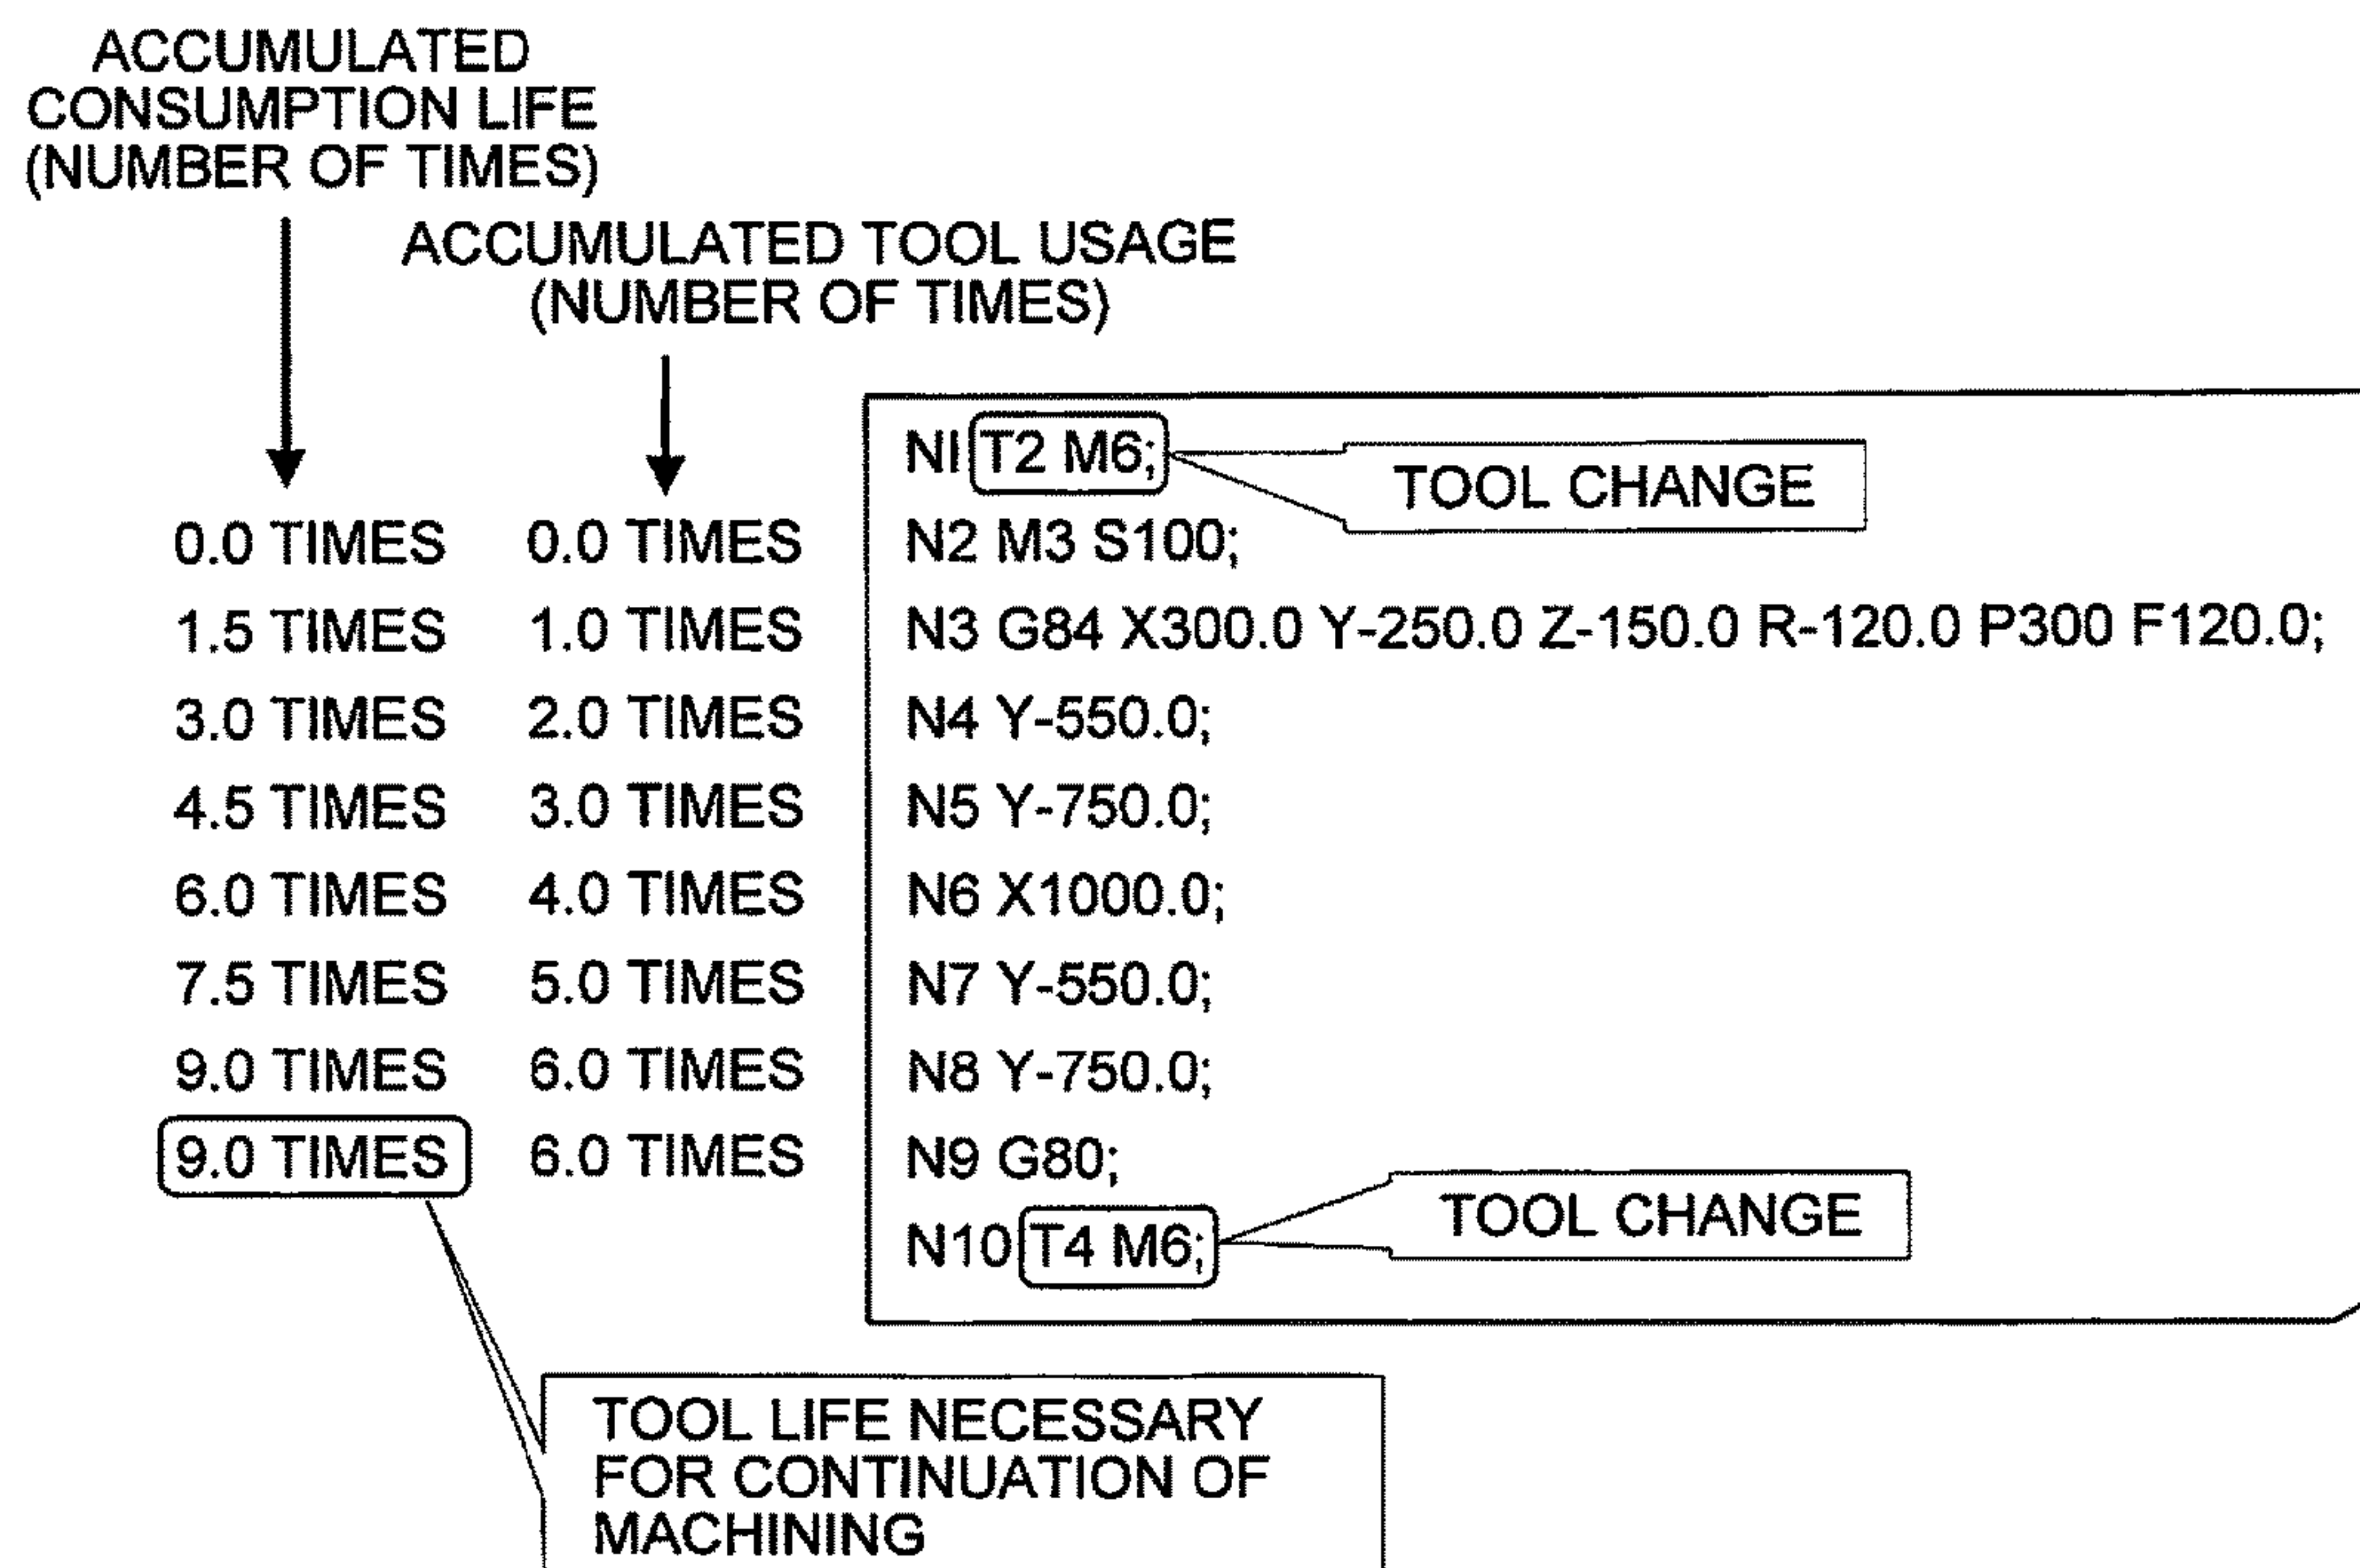 ACCUMULATED
CONSUMPTION LIFE
(NUMBER OF TIMES)
ACCUMULATED TOOL USAGE
(NUMBER OF TIMES)
NI T2 M6;
TOOL CHANGE
0.0 TIMES 0.0 TIMES N2 M3 S100;
1.5 TIMES 1.0 TIMES N3 G84 X300.0 Y-250.0 Z-150.0 R-120.0 P300 F120.0;
3.0 TIMES 2.0 TIMES N4 Y-550.0;
4.5 TIMES 3.0 TIMES N5 Y-750.0;
6.0 TIMES 4.0 TIMES N6 X1000.0;
7.5 TIMES 5.0 TIMES N7 Y-550.0;
9.0 TIMES 6.0 TIMES N8 Y-750.0;
9.0 TIMES 6.0 TIMES N9 G80;
TOOL CHANGE
N10 T4 M6;
TOOL LIFE NECESSARY
FOR CONTINUATION OF
MACHINING